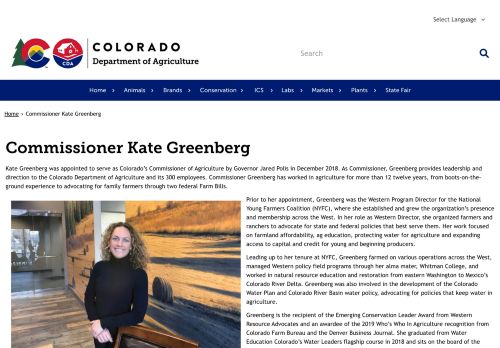 Select Language
COLORADO
Department of Agriculture
CO
CDA
Search
Home Animals Brands Conservation ICS Labs Markets Plants State Fair
Home › Commissioner Kate Greenberg
Commissioner Kate Greenberg
Kate Greenberg was appointed to serve as Colorado's Commissioner of Agriculture by Governor Jared Polis in December 2018. As Commissioner, Greenberg provides leadership and
direction to the Colorado Department of Agriculture and its 300 employees. Commissioner Greenberg has worked in agriculture for more than 12 twelve years, from boots-on-the-
ground experience to advocating for family farmers through two federal Farm Bills.
Prior to her appointment, Greenberg was the Western Program Director for the National
Young Farmers Coalition (NYFC), where she established and grew the organization's
presence and membership across the West. In her role as Western Director, she organized farmers and
ranchers to advocate for state and federal policies that best serve them. Her work focused
on farmland affordability, ag education, protecting water for agriculture and expanding
access to capital and credit for young and beginning producers.
Leading up to her tenure at NYFC, Greenberg farmed on various operations across the West,
managed Western policy field programs through her alma mater, Whitman College, and
worked in natural resource education and restoration from eastern Washington to Mexico's
Colorado River Delta. Greenberg was also involved in the development of the Colorado
Water Plan and Colorado River Basin water policy, advocating for policies that keep water in
agriculture.
Greenberg is the recipient of the Emerging Conservation Leader Award from Western
Resource Advocates and an awardee of the 2019 Who's Who In Agriculture recognition from
Colorado Farm Bureau and the Denver Business Journal. She graduated from Water
Education Colorado's Water Leaders flagship course in 2018 and sits on the board of the